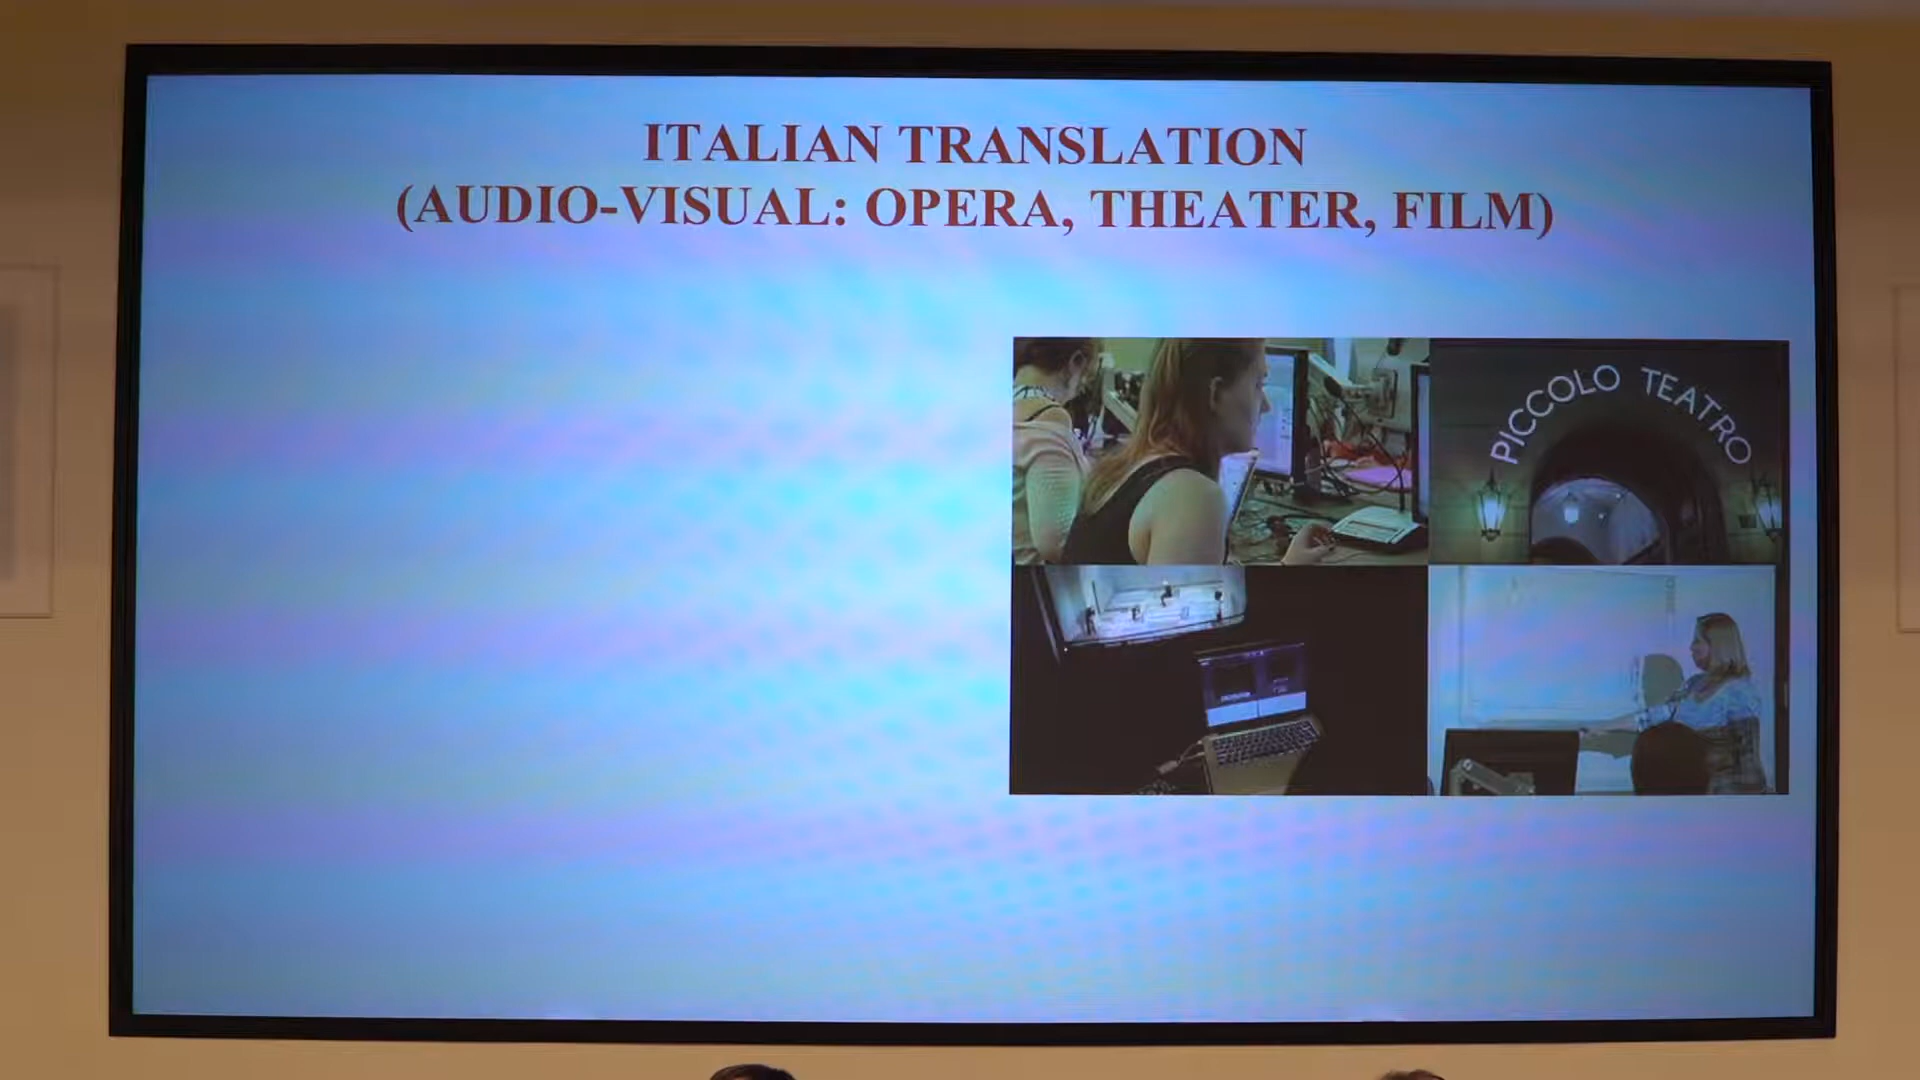 ITALIAN TRANSLATION
(AUDIO-VISUAL: OPERA, THEATER, FILM)
PICCOLO TEATRO